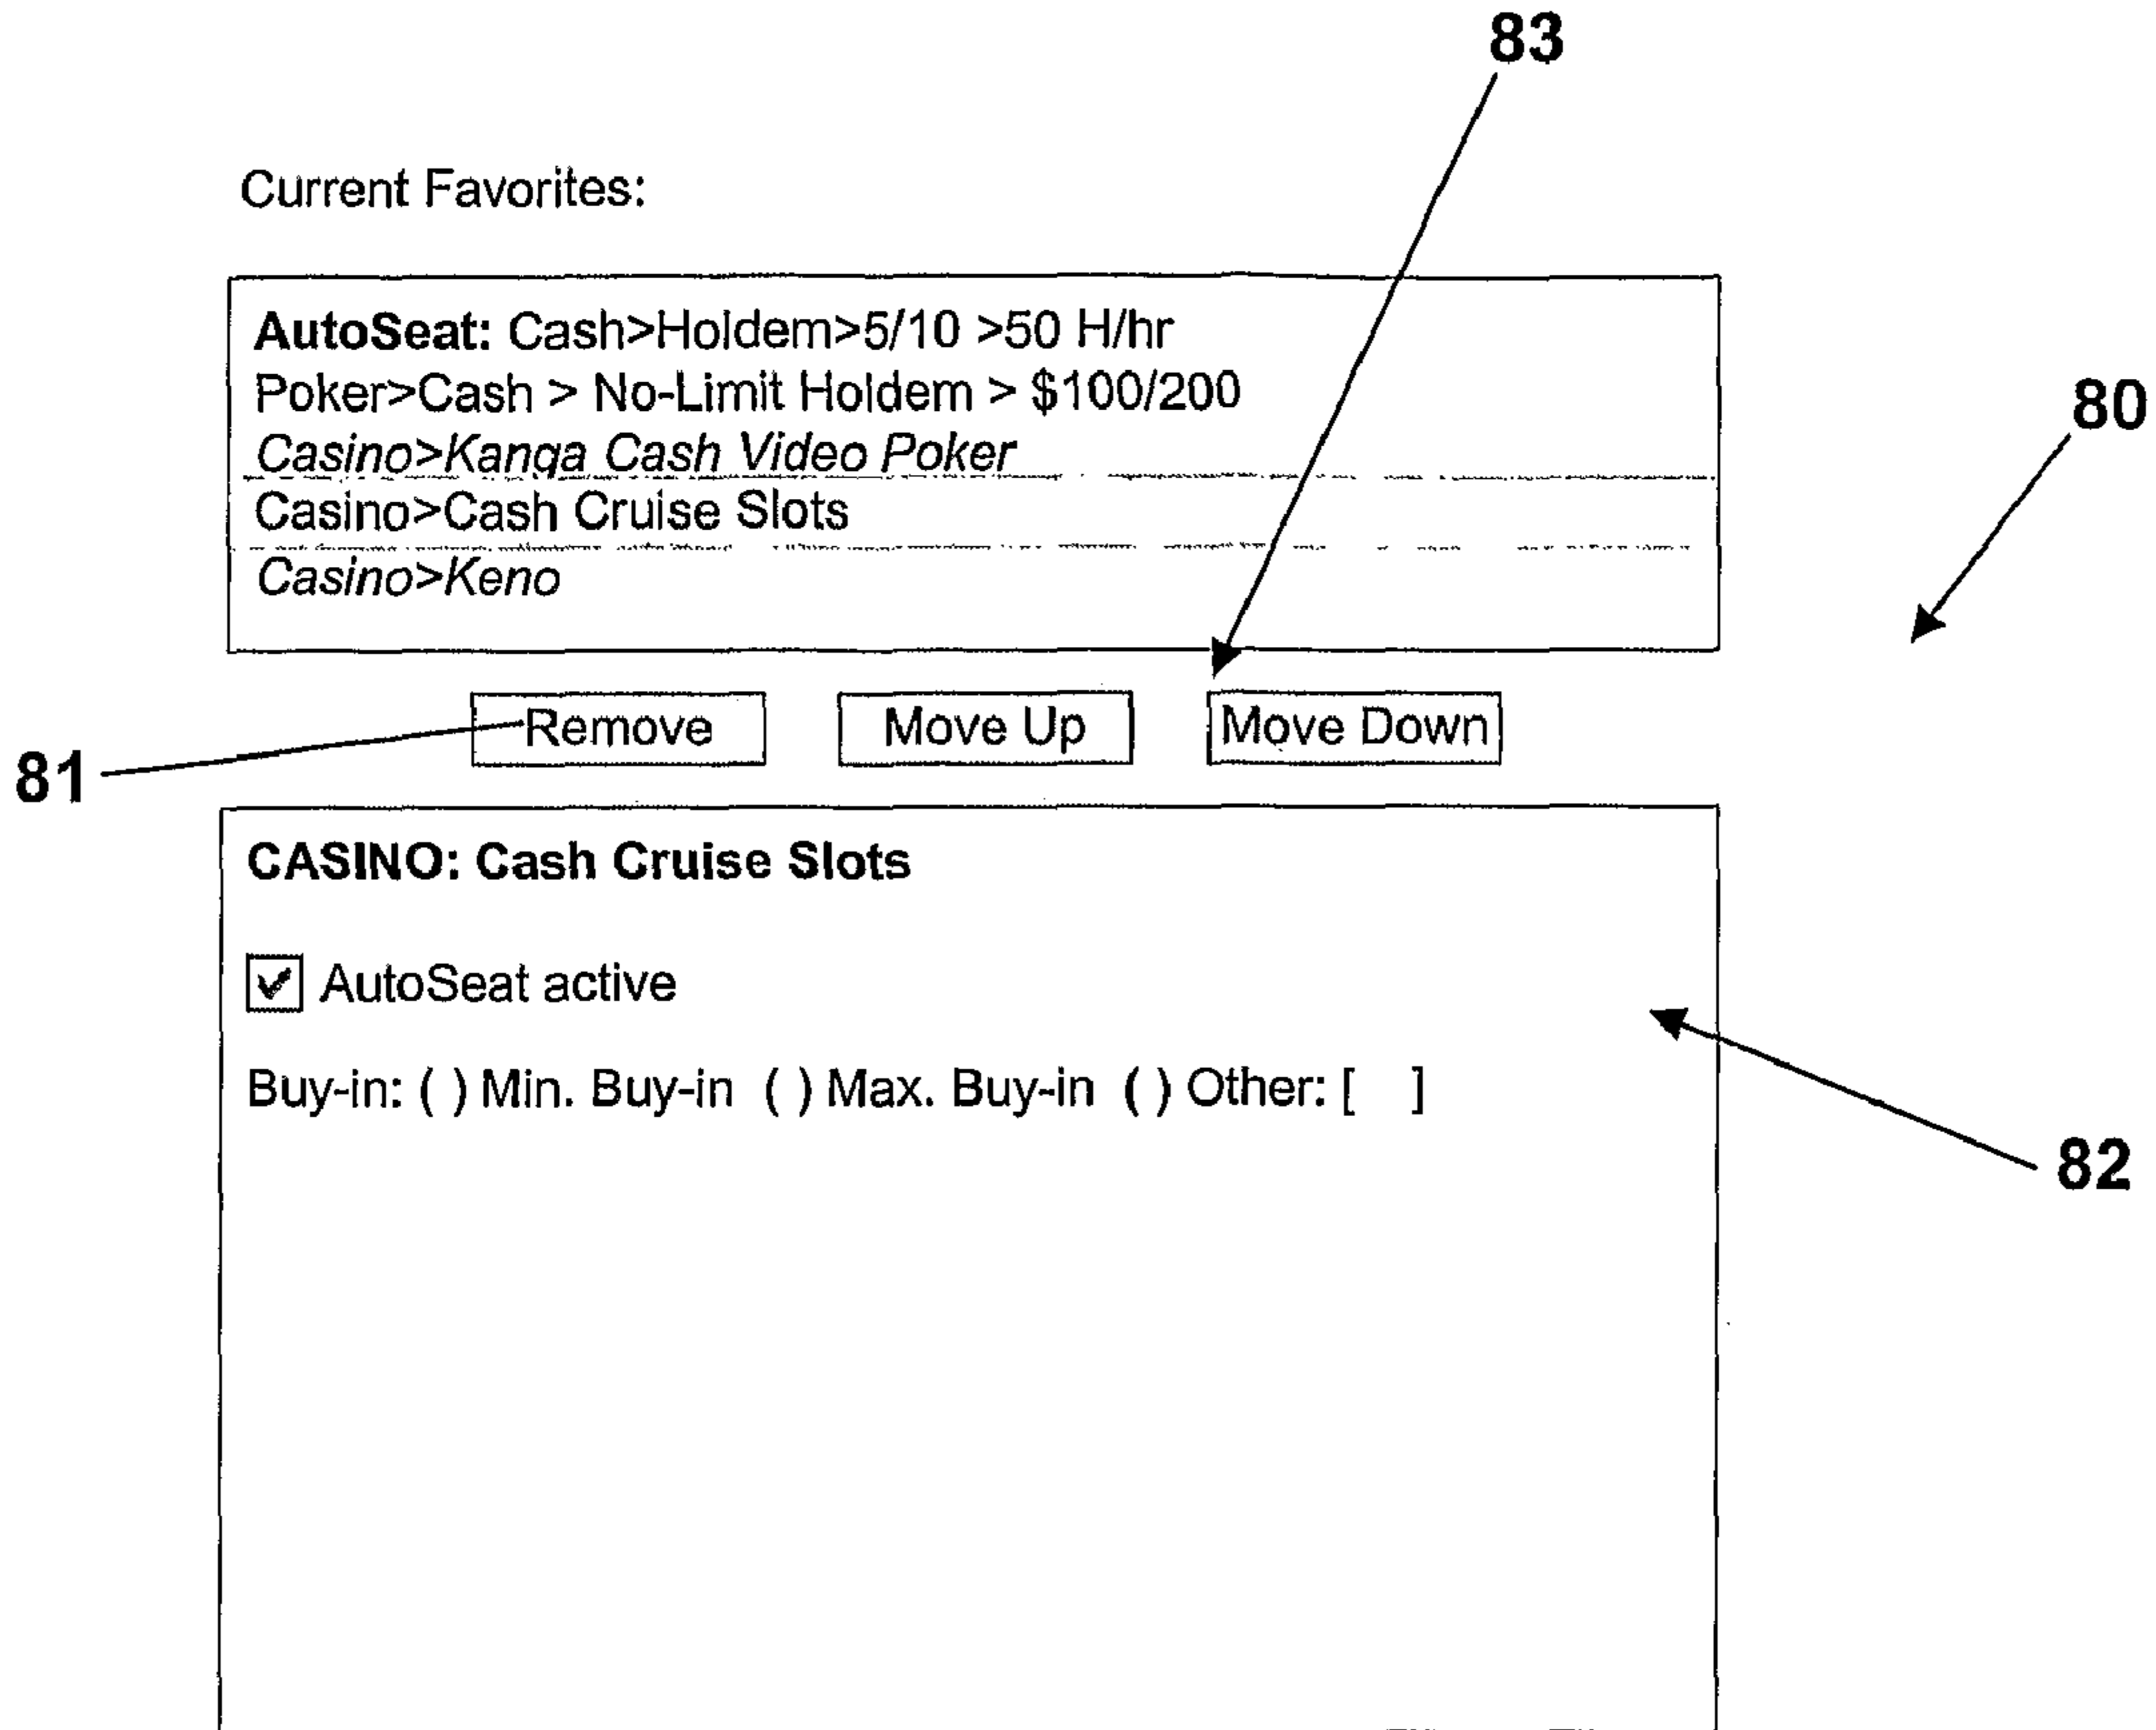 83
Current Favorites:
AutoSeat: Cash>Holdem>5/10 >50 H/hr
Poker>Cash > No-Limit Holdem > $100/200
80
Casino>Kanga Cash Video Poker
Casino>Cash Cruise Slots
Casino>Keno
Remove Move Up Move Down
81
CASINO: Cash Cruise Slots
AutoSeat active
Buy-in: ( ) Min. Buy-in ( ) Max. Buy-in ( ) Other: [ ]
82